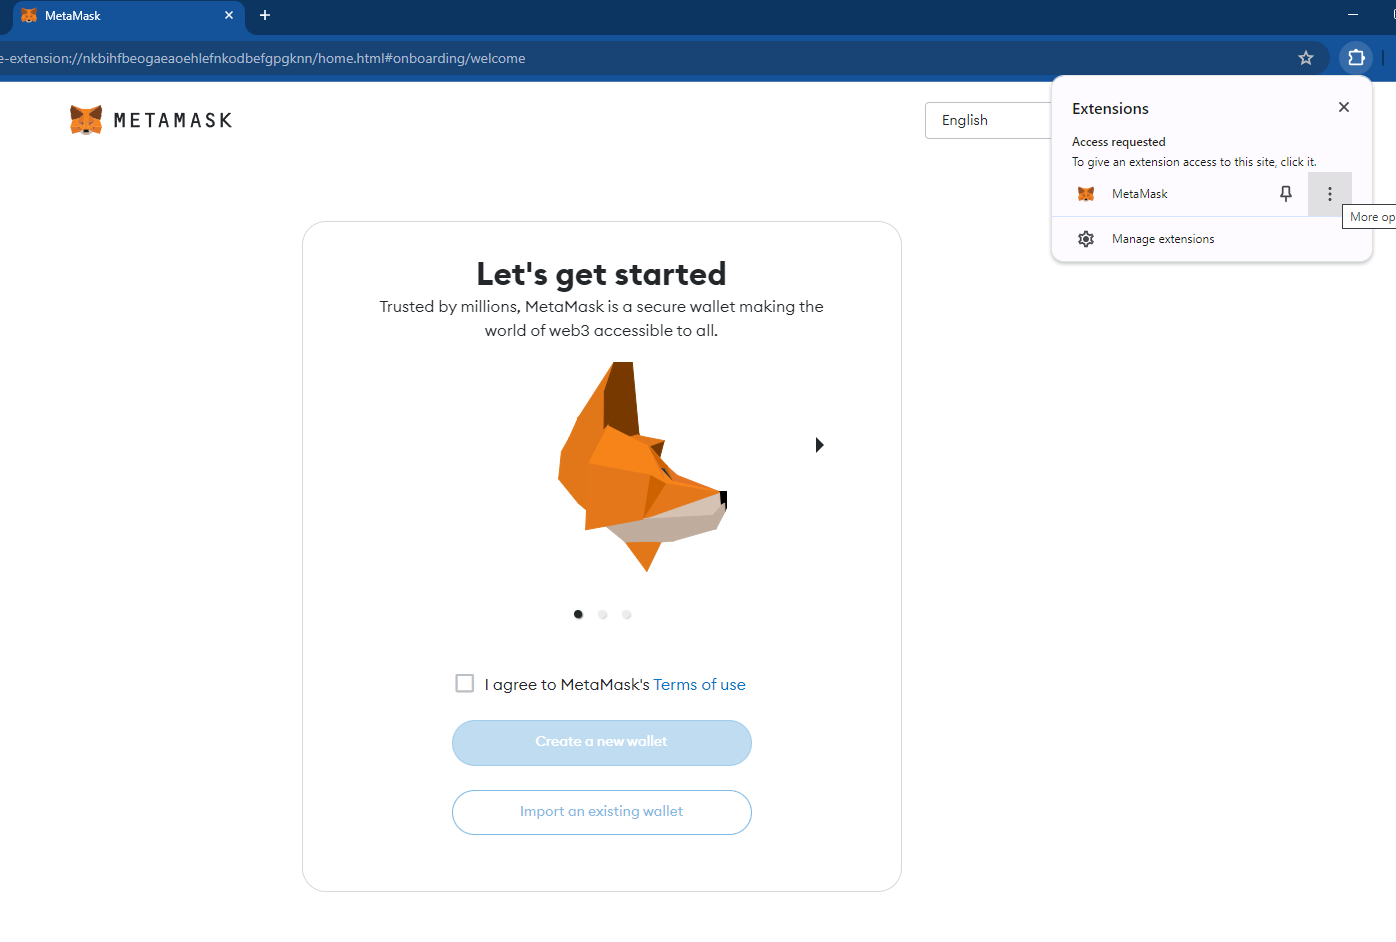 MetaMask
e-extension://nkbihfbeogaeaoehlefnkodbefgpgknn/home.html#onboarding/welcome
METAMASK
English
Extensions
Access requested
To give an extension access to this site, click it.
MetaMask
More op
Manage extensions
Let's get started
Trusted by millions, MetaMask is a secure wallet making the
world of web3 accessible to all.
I agree to MetaMask's Terms of use
Create a new wallet
Import an existing wallet